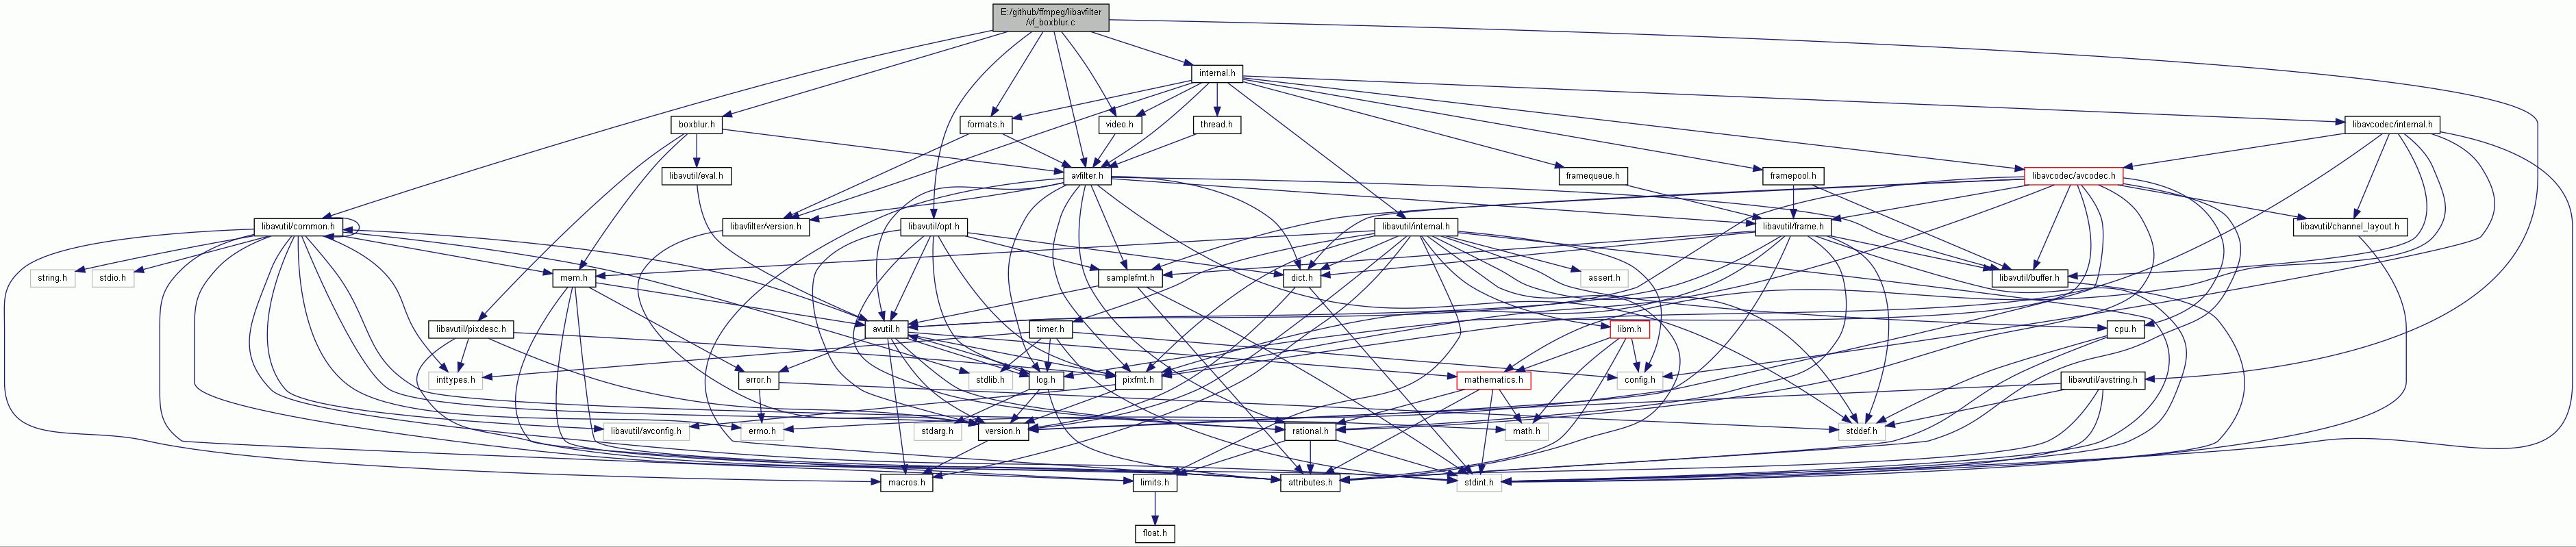 E:/github/ffmpeg/libavfilter
/vf_boxblur.c
internal.h
boxblur.h
formats.h
video.h
thread.h
libavcodec/internal.h
libavutil/eval.h
avfilter.h
framequeue.h
framepool.h
libavcodec/avcodec.h
libavutil/common.h
libavfilter/version.h
libavutil/opt.h
libavutil/internal.h
libavutil/frame.h
libavutil/channel_layout.h
string.h
stdio.h
mem.h
samplefmt.h
dict.h
assert.h
libavutil/buffer.h
libavutil/pixdesc.h
avutil.h
timer.h
libm.h
cpu.h
inttypes.h
error.h
stdlib.h
log.h
pixfmt.h
mathematics.h
config.h
libavutil/avstring.h
libavutil/avconfig.h
errno.h
stdarg.h
version.h
rational.h
math.h
stddef.h
macros.h
limits.h
attributes.h
stdint.h
float.h